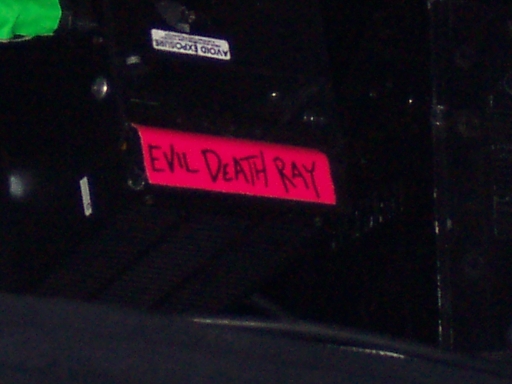 AVOID EXPOSURE
EVIL DEATH RAY